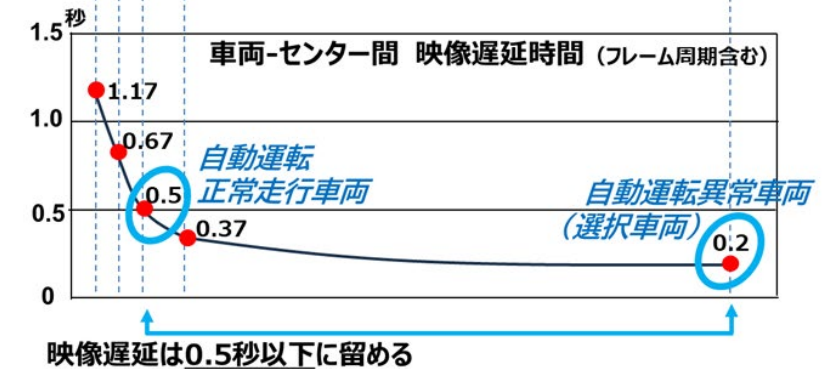 秒
1.5
車両-センター間 映像遅延時間（フレーム周期含む）
1.17
1.0
0.67
自動運転
正常走行車両
0.5
自動運転異常車両
（選択車両）
0.5
0.37
0.2
0
映像遅延は0.5秒以下に留める